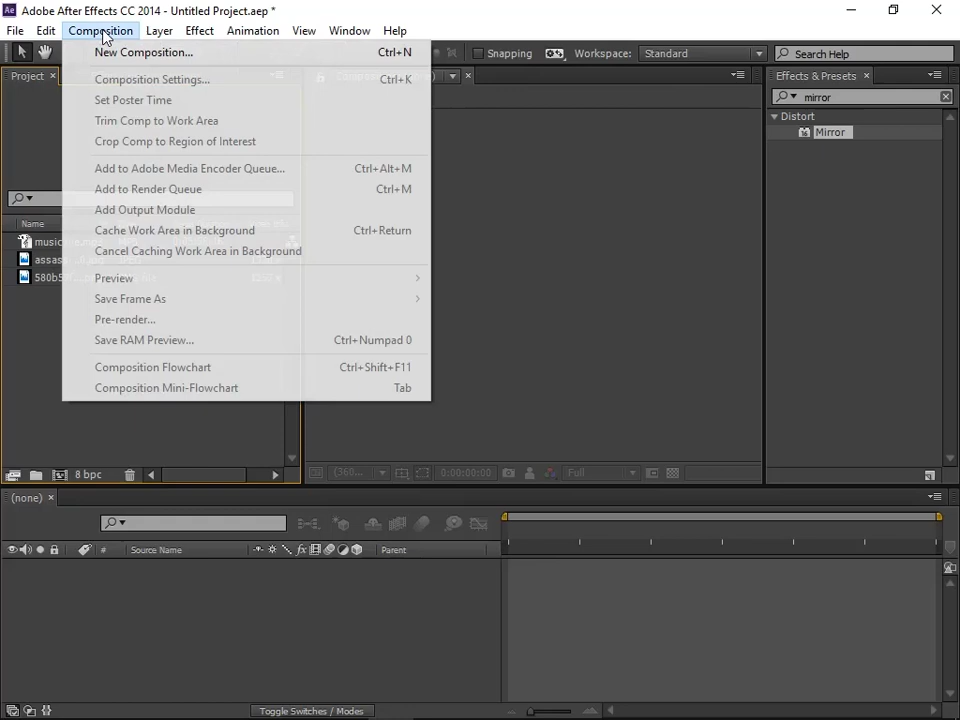 Adobe After Effects CC 2014 - Untitled Project.aep *
File Edit Composition Layer Effect Animation View Window Help
Snapping Workspace: Standard Search Help
New Composition... Ctrl+N
Project Effects & Presets
Composition Settings... Ctrl+K
mirror
Set Poster Time
Distort
Trim Comp to Work Area
Mirror
Crop Comp to Region of Interest
Add to Adobe Media Encoder Queue... Ctrl+Alt+M
Add to Render Queue Ctrl+M
Add Output Module
Name
Cache Work Area in Background Ctrl+Return
music
Cancel Caching Work Area in Background
assas
580b5
Preview
Save Frame As
Pre-render...
Save RAM Preview... Ctrl+Numpad 0
Composition Flowchart Ctrl+Shift+F11
Composition Mini-Flowchart Tab
8 bpc (360... 0:00:00:00 Full
(none)
# Source Name fx Parent
Toggle Switches / Modes